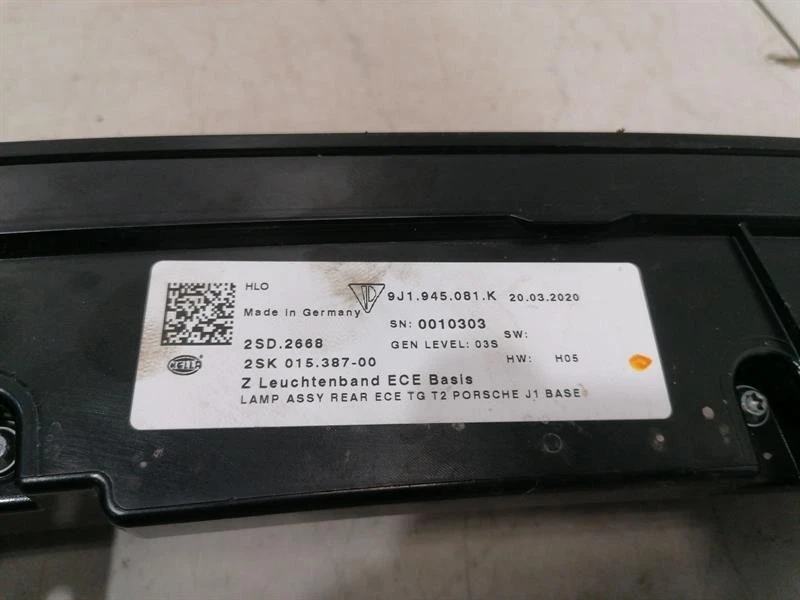 HLO
9J1.945.081.K 20.03.2020
Made in Germany
SN: 0010303 SW:
2SD.2668 GEN LEVEL: 03S
2SK 015.387-00 HW: H05
HELLA
Z Leuchtenband ECE Basis
LAMP ASSY REAR ECE TG T2 PORSCHE J1 BASE